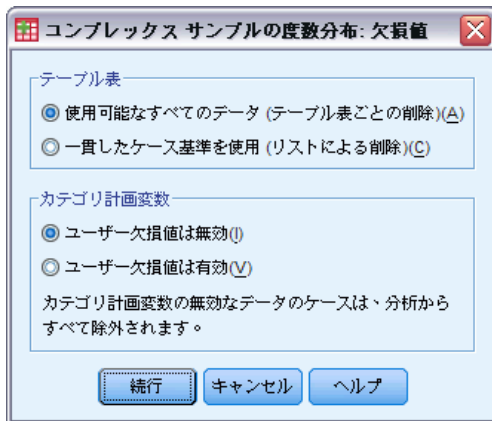 コンプレックス サンプルの度数分布: 欠損値
テーブル表
使用可能なすべてのデータ (テーブル表ごとの削除)(A)
一貫したケース基準を使用 (リストによる削除)(C)
カテゴリ計画変数
ユーザー欠損値は無効(I)
ユーザー欠損値は有効(V)
カテゴリ計画変数の無効なデータのケースは、分析から
すべて除外されます。
続行
キャンセル
ヘルプ